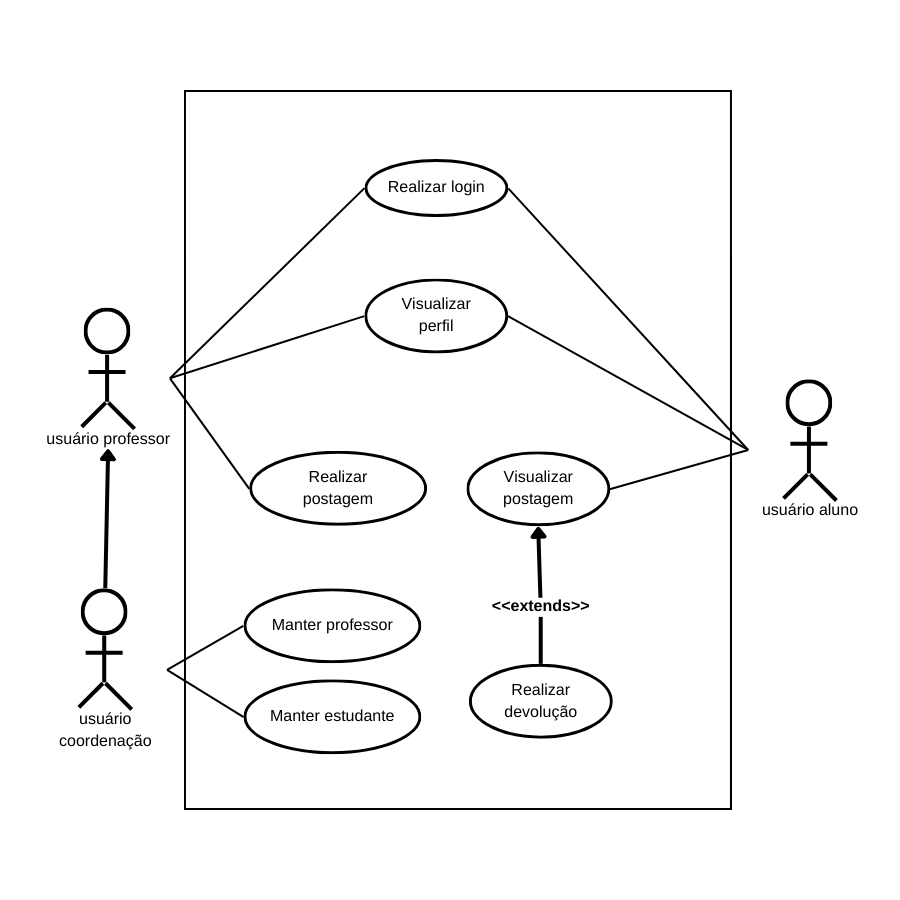 Realizar login
Visualizar
perfil
usuário professor
Realizar
postagem
Visualizar
postagem
usuário aluno
<<extends>>
Manter professor
Manter estudante
Realizar
devolução
usuário
coordenação